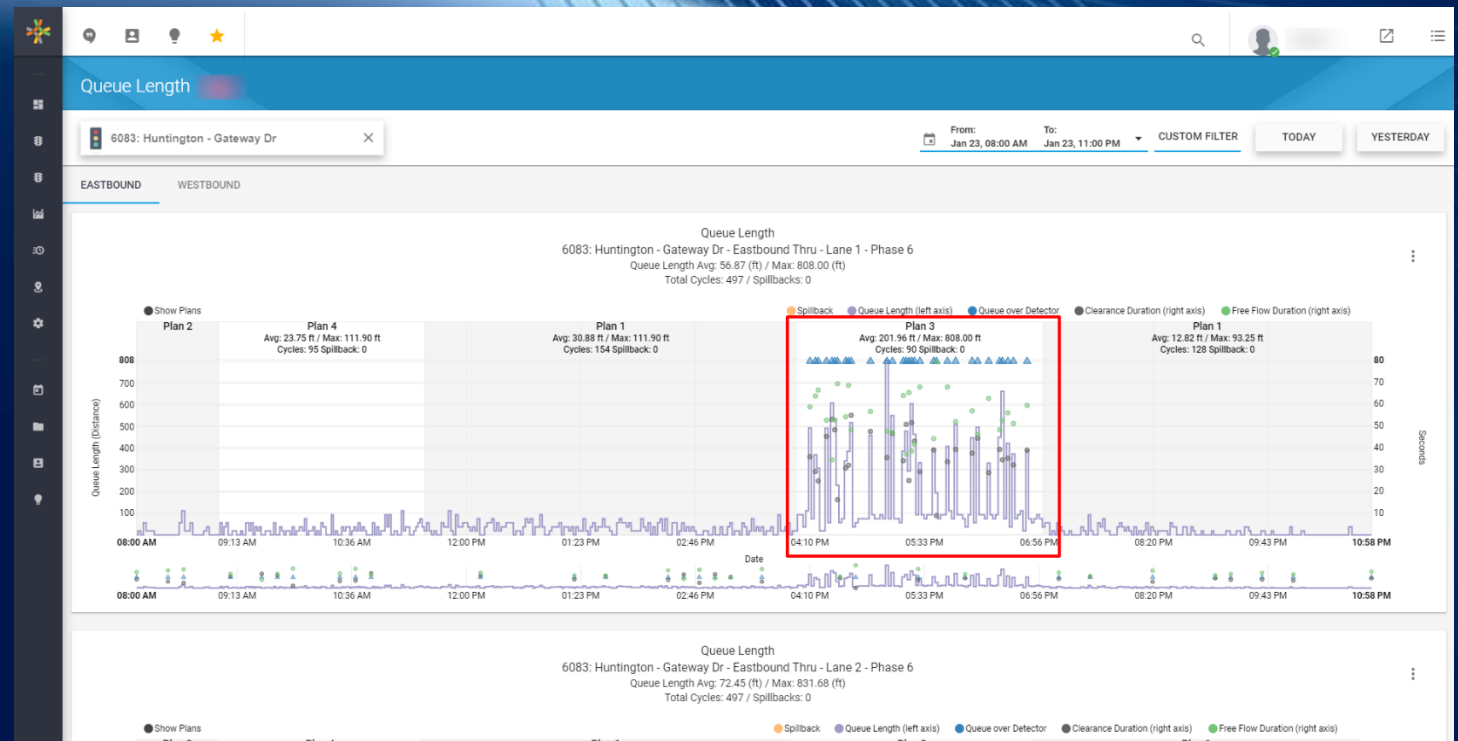 Queue Length
6083: Huntington - Gateway Dr
From: To:
Jan 23, 08:00 AM Jan 23, 11:00 PM
CUSTOM FILTER
TODAY
YESTERDAY
EASTBOUND WESTBOUND
Queue Length
6083: Huntington - Gateway Dr - Eastbound Thru - Lane 1 - Phase 6
Queue Length Avg: 56.87 (ft) / Max: 808.00 (ft)
Total Cycles: 497 / Spillbacks: 0
Show Plans
Spillback Queue Length (left axis) Queue over Detector Clearance Duration (right axis) Free Flow Duration (right axis)
Plan 2
Plan 4
Avg: 23.75 ft / Max: 111.90 ft
Cycles: 95 Spillback: 0
Plan 1
Avg: 30.88 ft / Max: 111.90 ft
Cycles: 154 Spillback: 0
Plan 3
Avg: 201.96 ft / Max: 808.00 ft
Cycles: 90 Spillback: 0
Plan 1
Avg: 12.82 ft / Max: 93.25 ft
Cycles: 128 Spillback: 0
Queue Length (Distance)
808
700
600
500
400
300
200
100
80
70
60
50
40
30
20
10
Seconds
08:00 AM 09:13 AM 10:36 AM 12:00 PM 01:23 PM 02:46 PM 04:10 PM 05:33 PM 06:56 PM 08:20 PM 09:43 PM 10:58 PM
Date
08:00 AM 09:13 AM 10:36 AM 12:00 PM 01:23 PM 02:46 PM 04:10 PM 05:33 PM 06:56 PM 08:20 PM 09:43 PM 10:58 PM
Queue Length
6083: Huntington - Gateway Dr - Eastbound Thru - Lane 2 - Phase 6
Queue Length Avg: 72.45 (ft) / Max: 831.68 (ft)
Total Cycles: 497 / Spillbacks: 0
Show Plans
Spillback Queue Length (left axis) Queue over Detector Clearance Duration (right axis) Free Flow Duration (right axis)